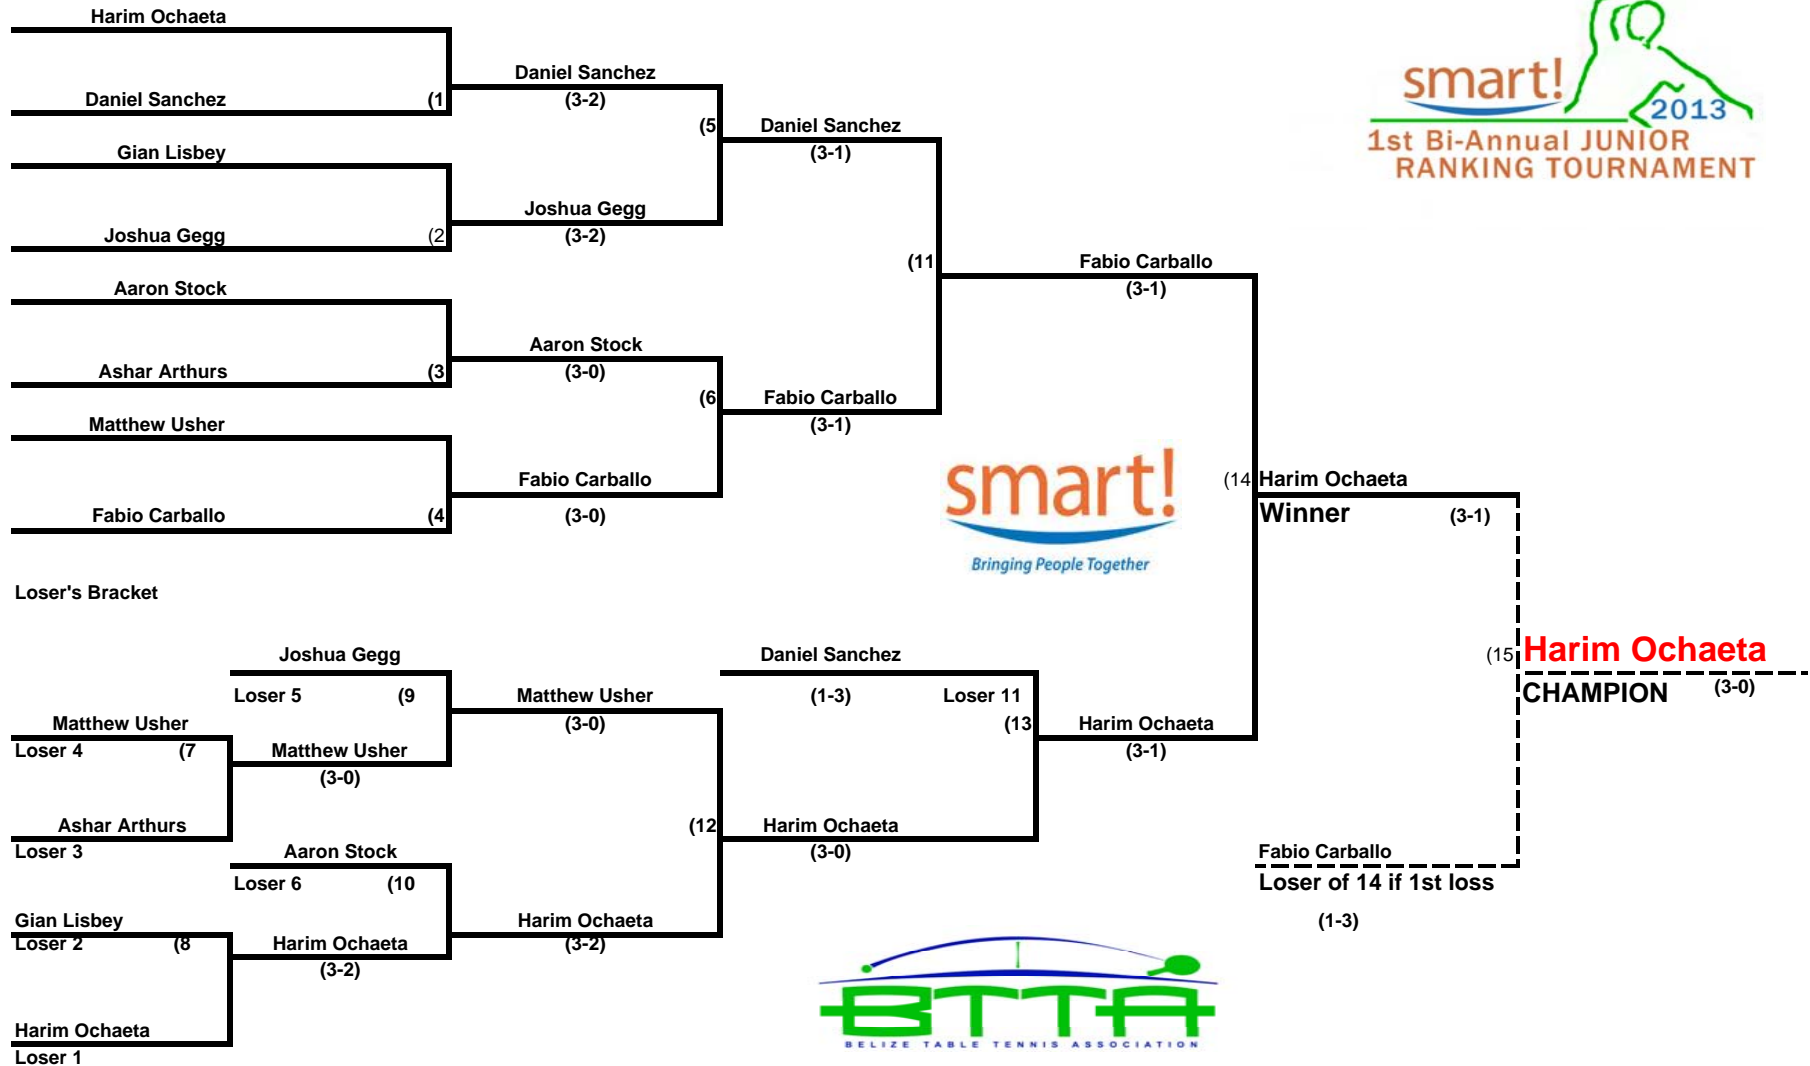 Harim Ochaeta
Daniel Sanchez (1
Daniel Sanchez
(3-2)
Gian Lisbey
Joshua Gegg (2
Joshua Gegg
(3-2)
(5
Daniel Sanchez
(3-1)
Aaron Stock
Ashar Arthurs (3
Aaron Stock
(3-0)
Matthew Usher
Fabio Carballo (4
Fabio Carballo
(3-0)
(6
Fabio Carballo
(3-1)
(11
Fabio Carballo
(3-1)
smart!
2013
1st Bi-Annual JUNIOR
RANKING TOURNAMENT
smart!
Bringing People Together
(14 Harim Ochaeta
Winner (3-1)
Loser's Bracket
Joshua Gegg
Loser 5 (9
Matthew Usher
Loser 4 (7
Matthew Usher
(3-0)
Ashar Arthurs
Loser 3
Matthew Usher
(3-0)
Aaron Stock
Loser 6 (10
Gian Lisbey
Loser 2 (8
Harim Ochaeta
(3-2)
Harim Ochaeta
Loser 1
Harim Ochaeta
(3-2)
(12
Daniel Sanchez
(1-3) Loser 11
(13
Harim Ochaeta
(3-0)
Harim Ochaeta
(3-1)
(15 Harim Ochaeta
CHAMPION (3-0)
Fabio Carballo
Loser of 14 if 1st loss
(1-3)
BTTA
BELIZE TABLE TENNIS ASSOCIATION